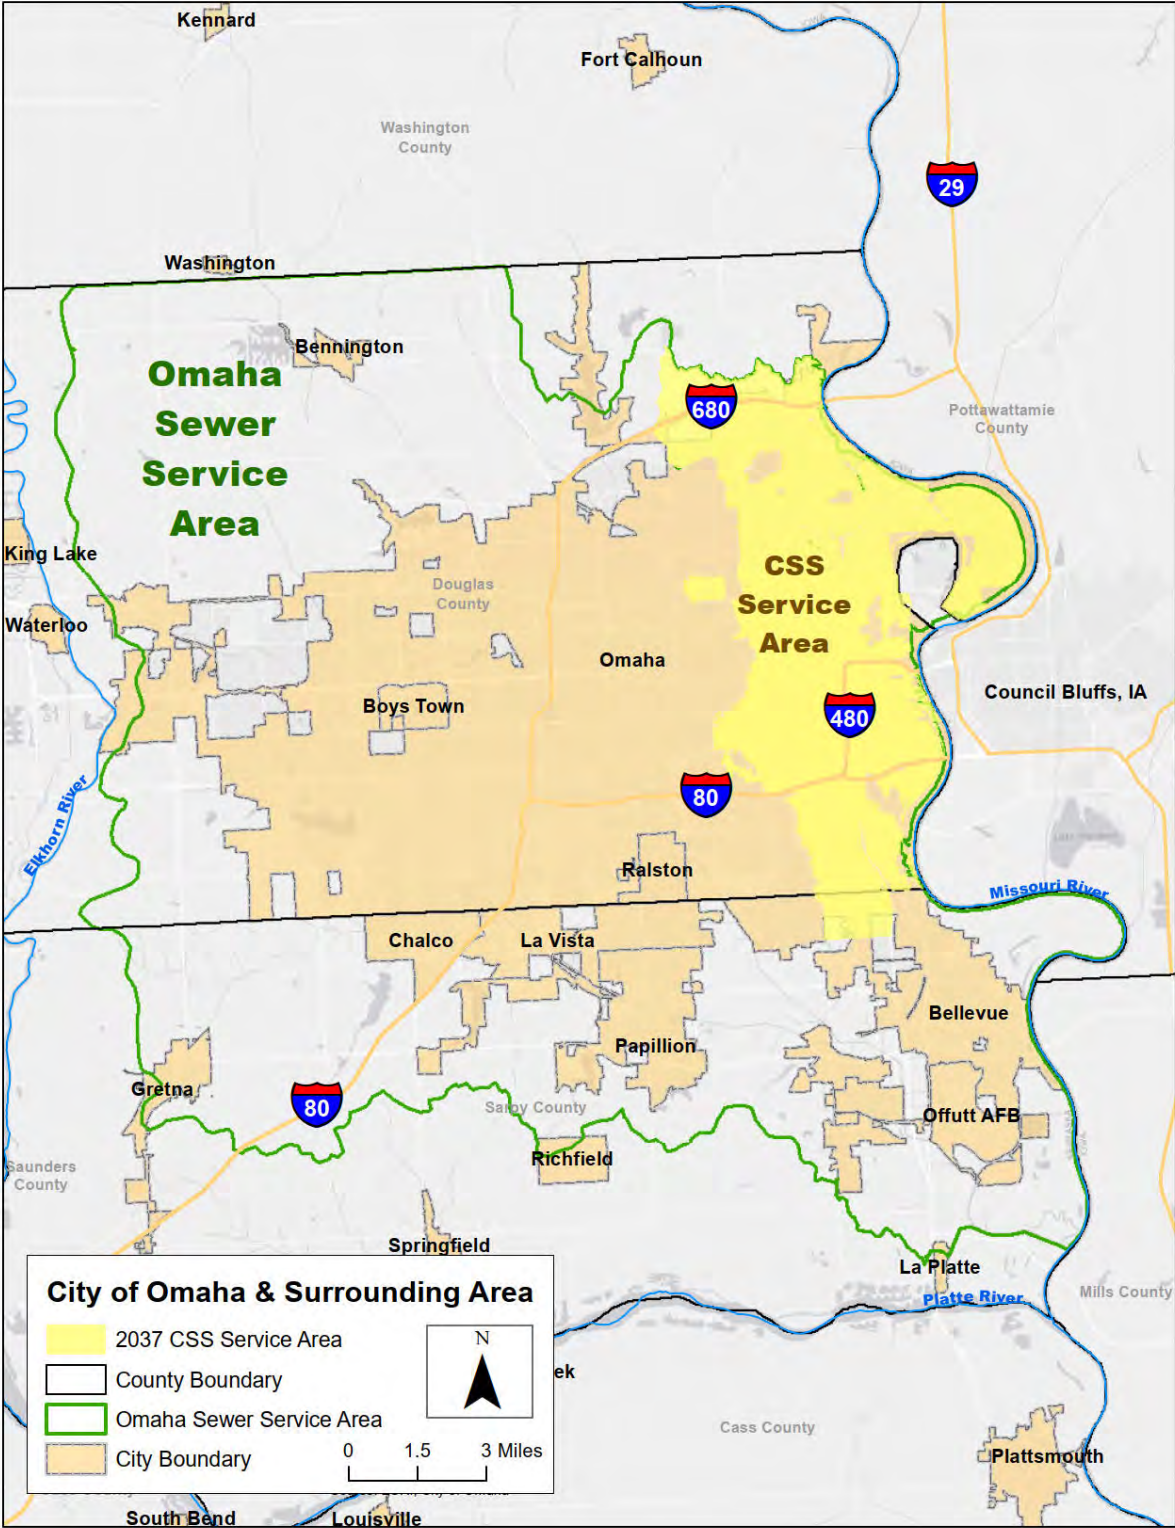 Kennard
Fort Calhoun
Washington
County
29
Washington
Bennington
Omaha
Sewer
Service
Area
680
Pottawattamie
County
King Lake
CSS
Service
Area
Douglas
County
Waterloo
Omaha
Council Bluffs, IA
Boys Town
480
80
Elkhorn River
Ralston
Missouri River
Chalco
La Vista
Bellevue
Papillion
Gretna
80
Sarpy County
Offutt AFB
Richfield
Saunders
County
Springfield
La Platte
Platte River
Mills County
City of Omaha & Surrounding Area
2037 CSS Service Area
County Boundary
Omaha Sewer Service Area
City Boundary
N
0 1.5 3 Miles
ek
Cass County
Plattsmouth
South Bend
Louisville